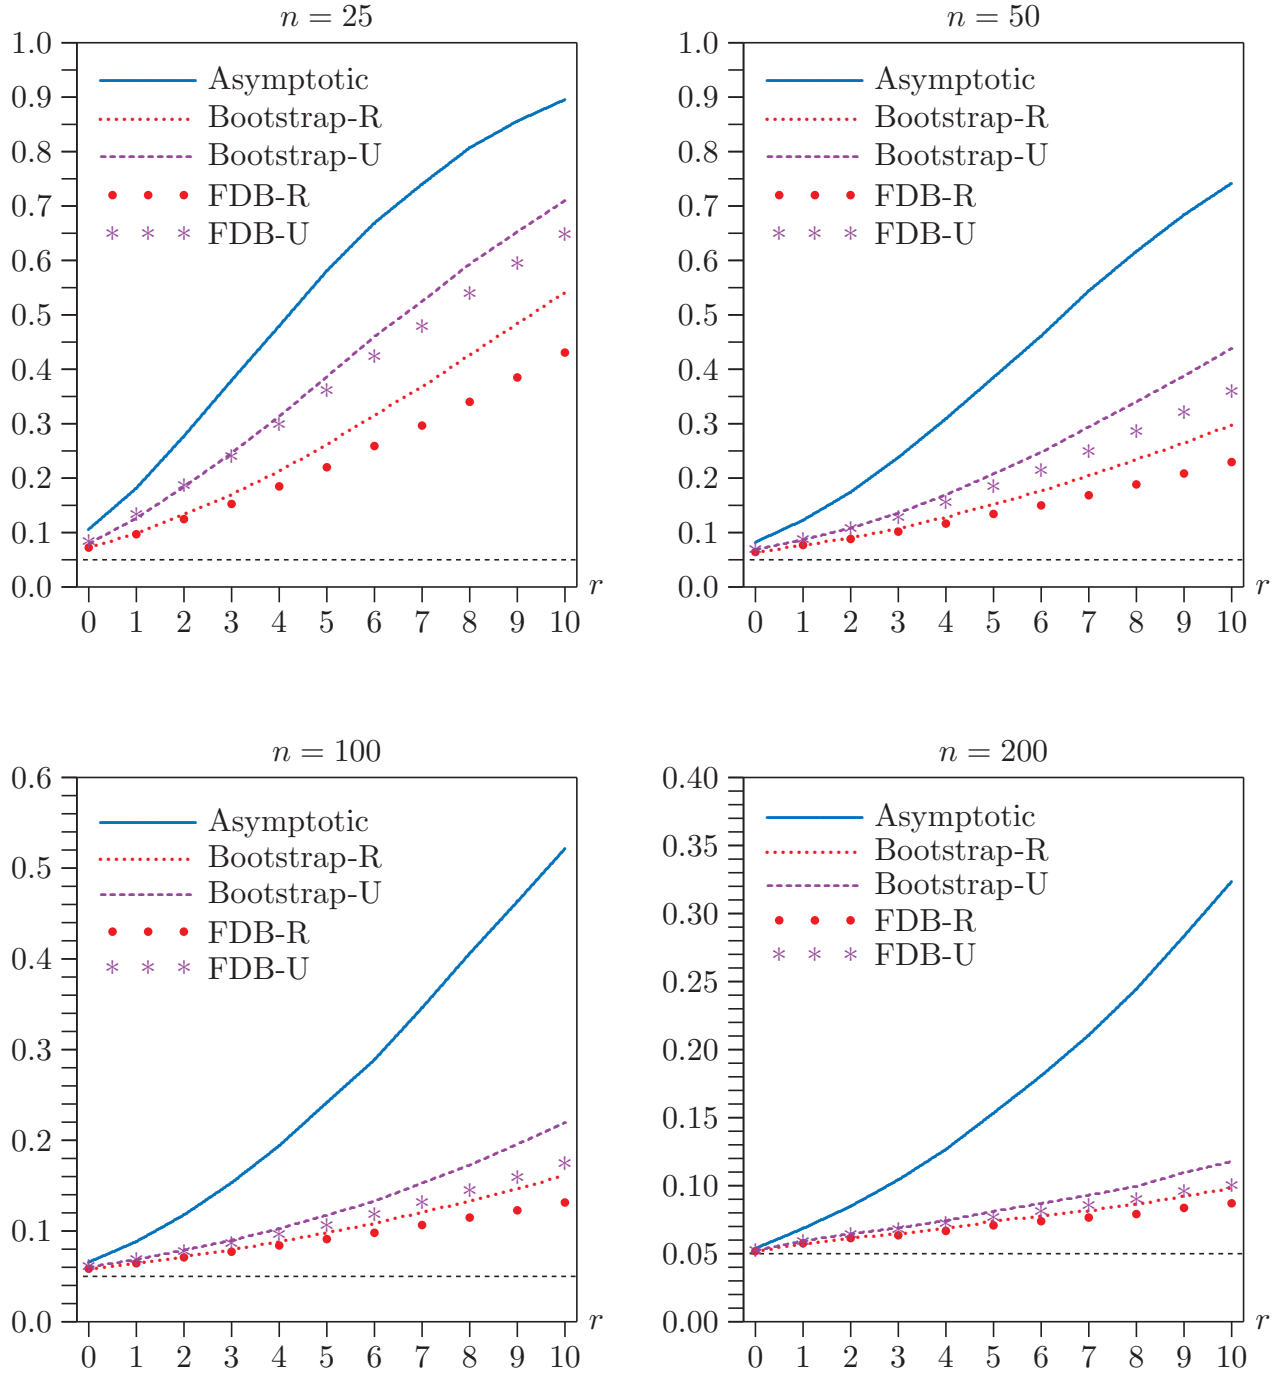 n = 25
1.0
0.9
0.8
0.7
0.6
0.5
0.4
0.3
0.2
0.1
0.0
Asymptotic
Bootstrap-R
Bootstrap-U
FDB-R
FDB-U
0 1 2 3 4 5 6 7 8 9 10
r
n = 50
1.0
0.9
0.8
0.7
0.6
0.5
0.4
0.3
0.2
0.1
0.0
Asymptotic
Bootstrap-R
Bootstrap-U
FDB-R
FDB-U
0 1 2 3 4 5 6 7 8 9 10
r
n = 100
0.6
0.5
0.4
0.3
0.2
0.1
0.0
Asymptotic
Bootstrap-R
Bootstrap-U
FDB-R
FDB-U
0 1 2 3 4 5 6 7 8 9 10
r
n = 200
0.40
0.35
0.30
0.25
0.20
0.15
0.10
0.05
0.00
Asymptotic
Bootstrap-R
Bootstrap-U
FDB-R
FDB-U
0 1 2 3 4 5 6 7 8 9 10
r